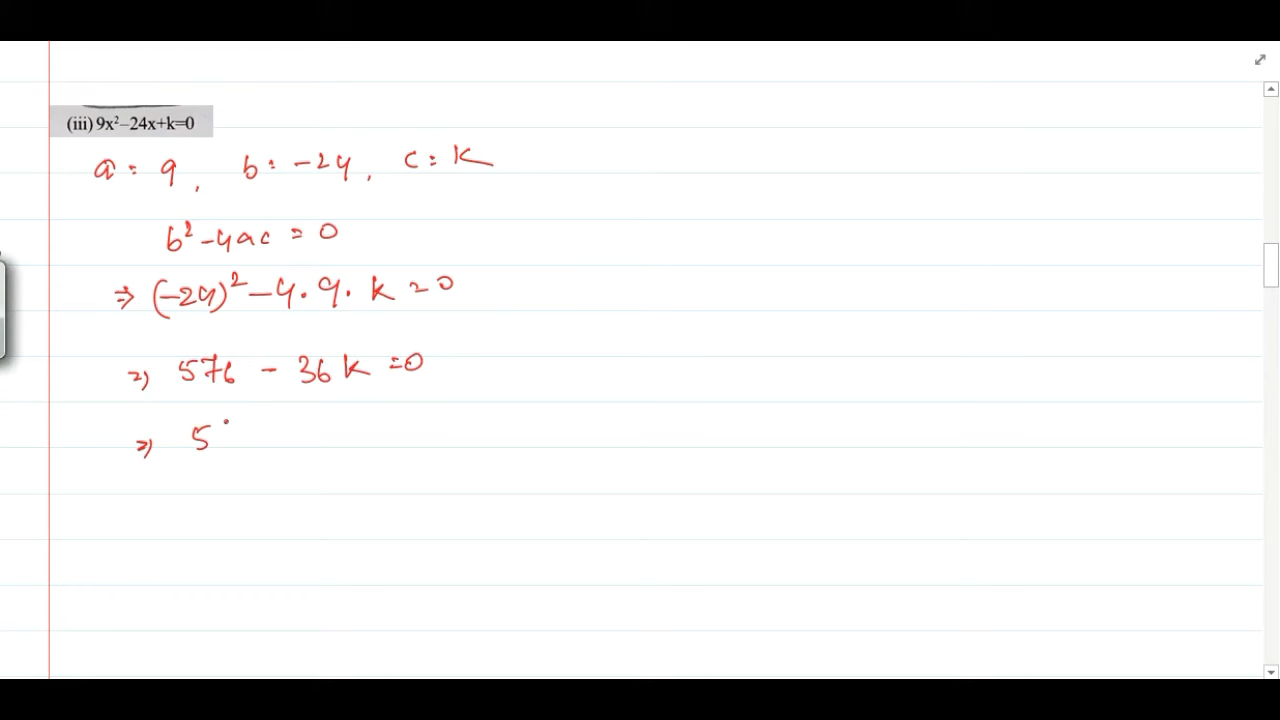 (iii) 9x²–24x+k=0
a = 9, b = -24, c = k
b² - 4ac = 0
⇒ (-24)² - 4 · 9 · k = 0
⇒ 576 - 36k = 0
⇒ 5